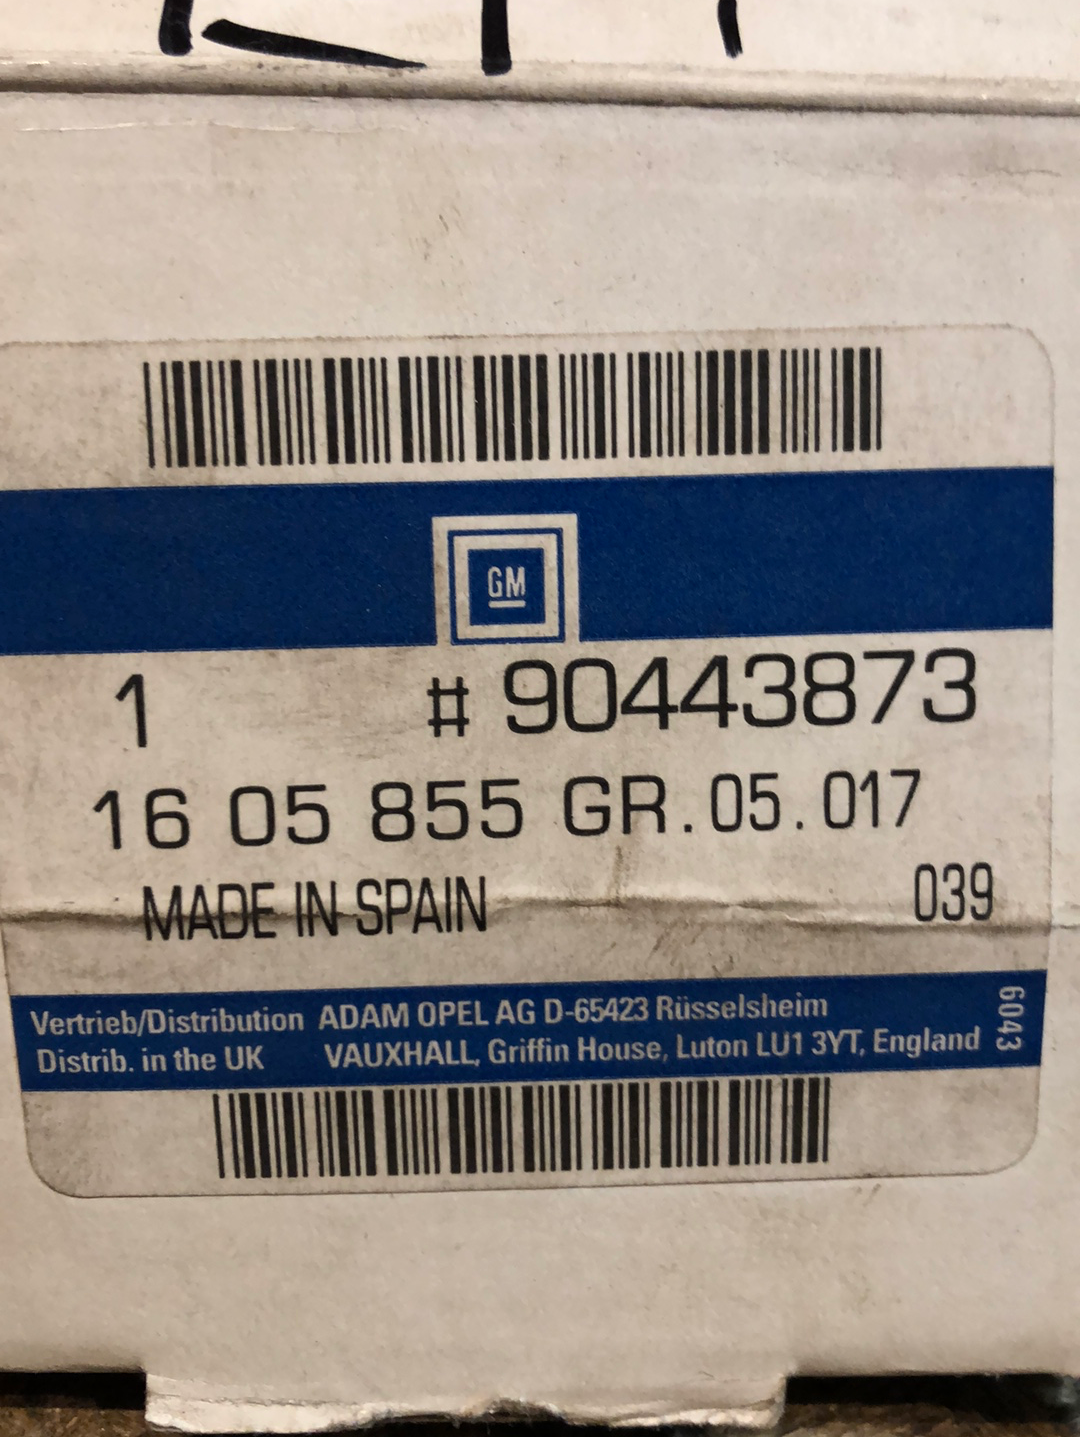 GM
1 # 90443873
16 05 855 GR. 05. 017
MADE IN SPAIN 039
Vertrieb/Distribution ADAM OPEL AG D-65423 Rüsselsheim
Distrib. in the UK VAUXHALL, Griffin House, Luton LU1 3YT, England
6043